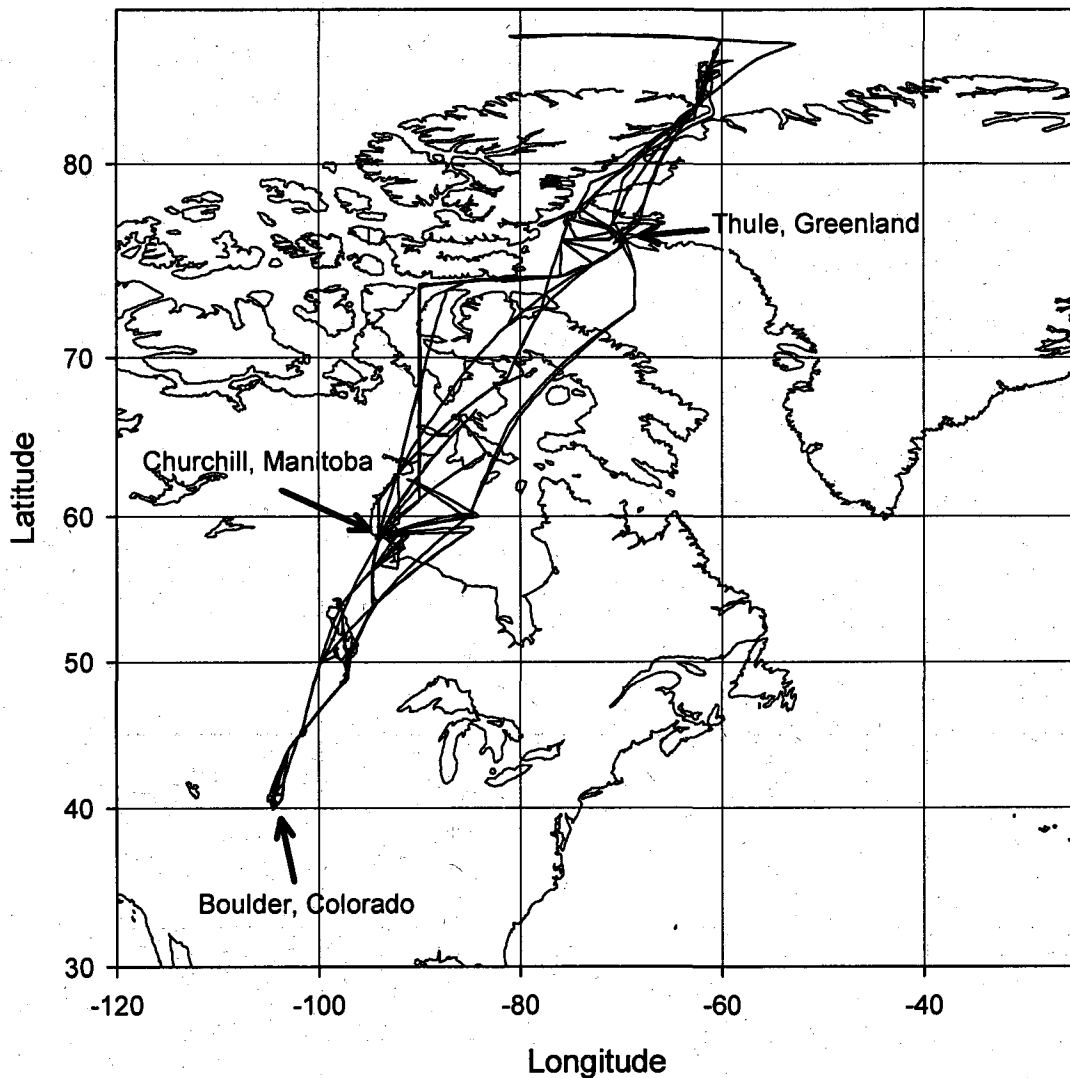 80
Thule, Greenland
70
Churchill, Manitoba
Latitude
60
50
40
Boulder, Colorado
30
-120
-100
-80
-60
-40
Longitude